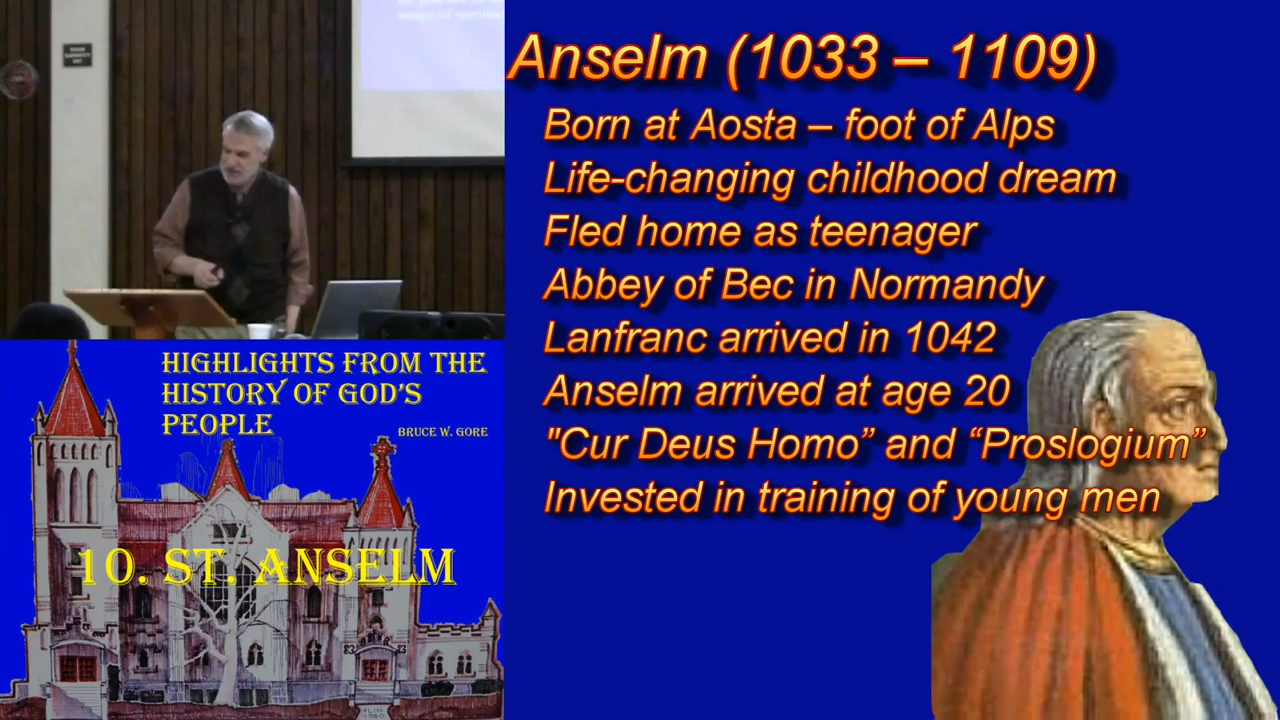 Anselm (1033 – 1109)
Born at Aosta – foot of Alps
Life-changing childhood dream
Fled home as teenager
Abbey of Bec in Normandy
Lanfranc arrived in 1042
Anselm arrived at age 20
"Cur Deus Homo” and “Proslogium”
Invested in training of young men
HIGHLIGHTS FROM THE
HISTORY OF GOD'S
PEOPLE
BRUCE W. GORE
10. ST. ANSELM